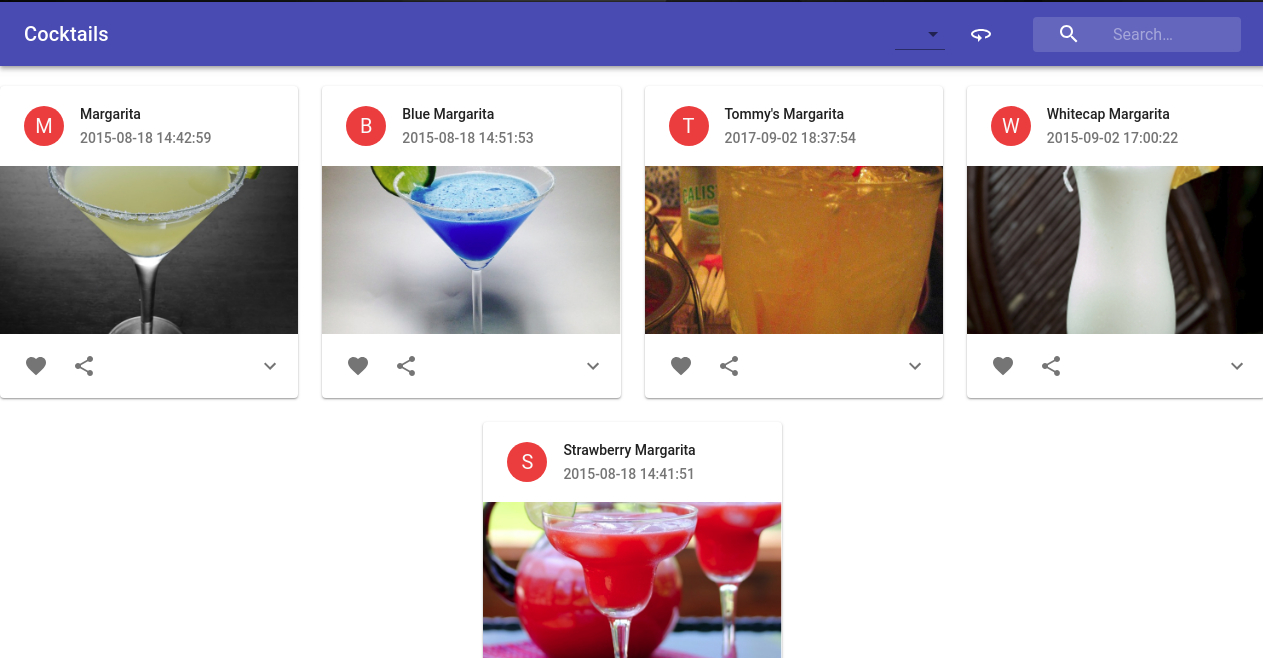 Cocktails
Search...
M
Margarita
2015-08-18 14:42:59
B
Blue Margarita
2015-08-18 14:51:53
T
Tommy's Margarita
2017-09-02 18:37:54
W
Whitecap Margarita
2015-09-02 17:00:22
CALIS
S
Strawberry Margarita
2015-08-18 14:41:51